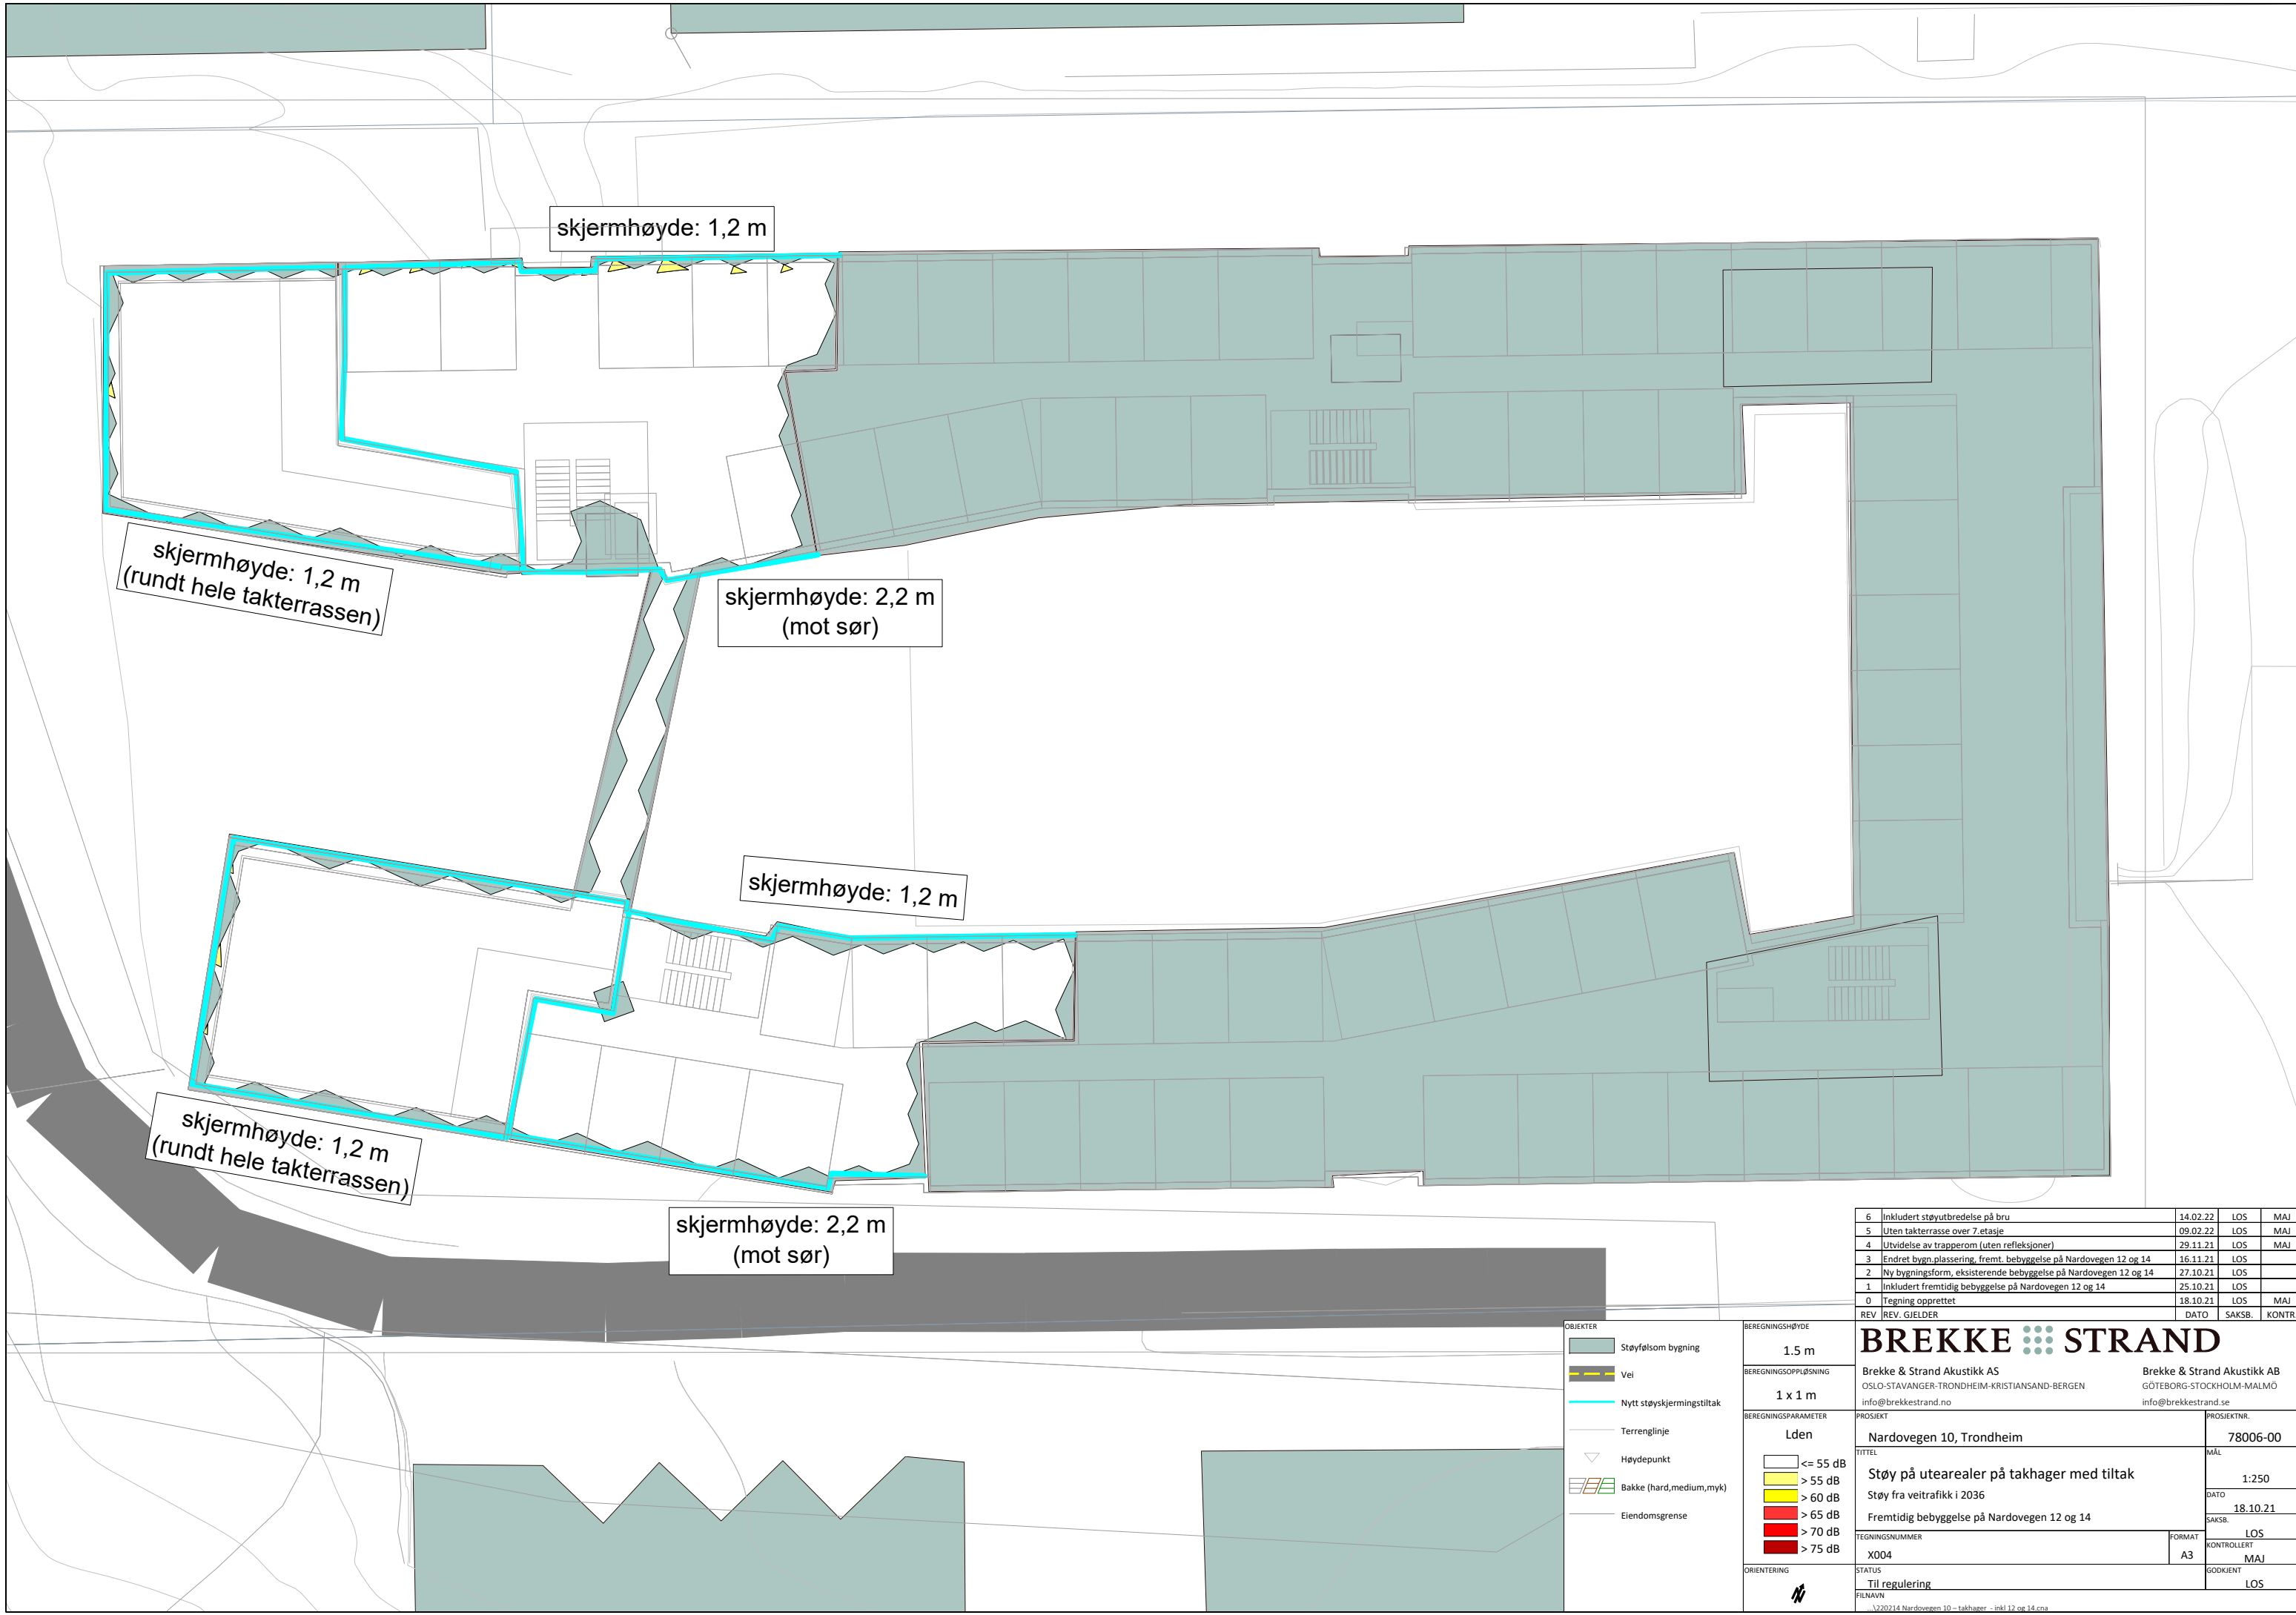 skjermhøyde: 1,2 m
skjermhøyde: 1,2 m
(rundt hele takterrassen)
skjermhøyde: 2,2 m
(mot sør)
skjermhøyde: 1,2 m
skjermhøyde: 1,2 m
(rundt hele takterrassen)
skjermhøyde: 2,2 m
(mot sør)
6 Inkludert støyutbredelse på bru 14.02.22 LOS MAJ
5 Uten takterrasse over 7.etasje 09.02.22 LOS MAJ
4 Utvidelse av trapperom (uten refleksjoner) 29.11.21 LOS MAJ
3 Endret bygn.plassering, fremt. bebyggelse på Nardovegen 12 og 14 16.11.21 LOS
2 Ny bygningsform, eksisterende bebyggelse på Nardovegen 12 og 14 27.10.21 LOS
1 Inkludert fremtidig bebyggelse på Nardovegen 12 og 14 25.10.21 LOS
0 Tegning opprettet 18.10.21 LOS MAJ
REV REV. GJELDER DATO SAKSB. KONTR.
OBJEKTER
Støyfølsom bygning
Vei
Nytt støyskjermingstiltak
Terrenglinje
Høydepunkt
Bakke (hard,medium,myk)
Eiendomsgrense
BEREGNINGSHØYDE
1.5 m
BEREGNINGSOPPLØSNING
1 x 1 m
BEREGNINGSPARAMETER
Lden
<= 55 dB
> 55 dB
> 60 dB
> 65 dB
> 70 dB
> 75 dB
ORIENTERING
N
BREKKE STRAND
Brekke & Strand Akustikk AS
OSLO-STAVANGER-TRONDHEIM-KRISTIANSAND-BERGEN
info@brekkestrand.no
Brekke & Strand Akustikk AB
GÖTEBORG-STOCKHOLM-MALMÖ
info@brekkestrand.se
PROSJEKT
Nardovegen 10, Trondheim
PROSJEKTNR.
78006-00
TITTEL
Støy på utearealer på takhager med tiltak
Støy fra veitrafikk i 2036
Fremtidig bebyggelse på Nardovegen 12 og 14
MÅL
1:250
DATO
18.10.21
SAKSB.
LOS
TEGNINGSNUMMER
X004
FORMAT
A3
KONTROLLERT
MAJ
STATUS
Til regulering
GODKJENT
LOS
FILNAVN
...\220214 Nardovegen 10 – takhager - inkl 12 og 14.cna